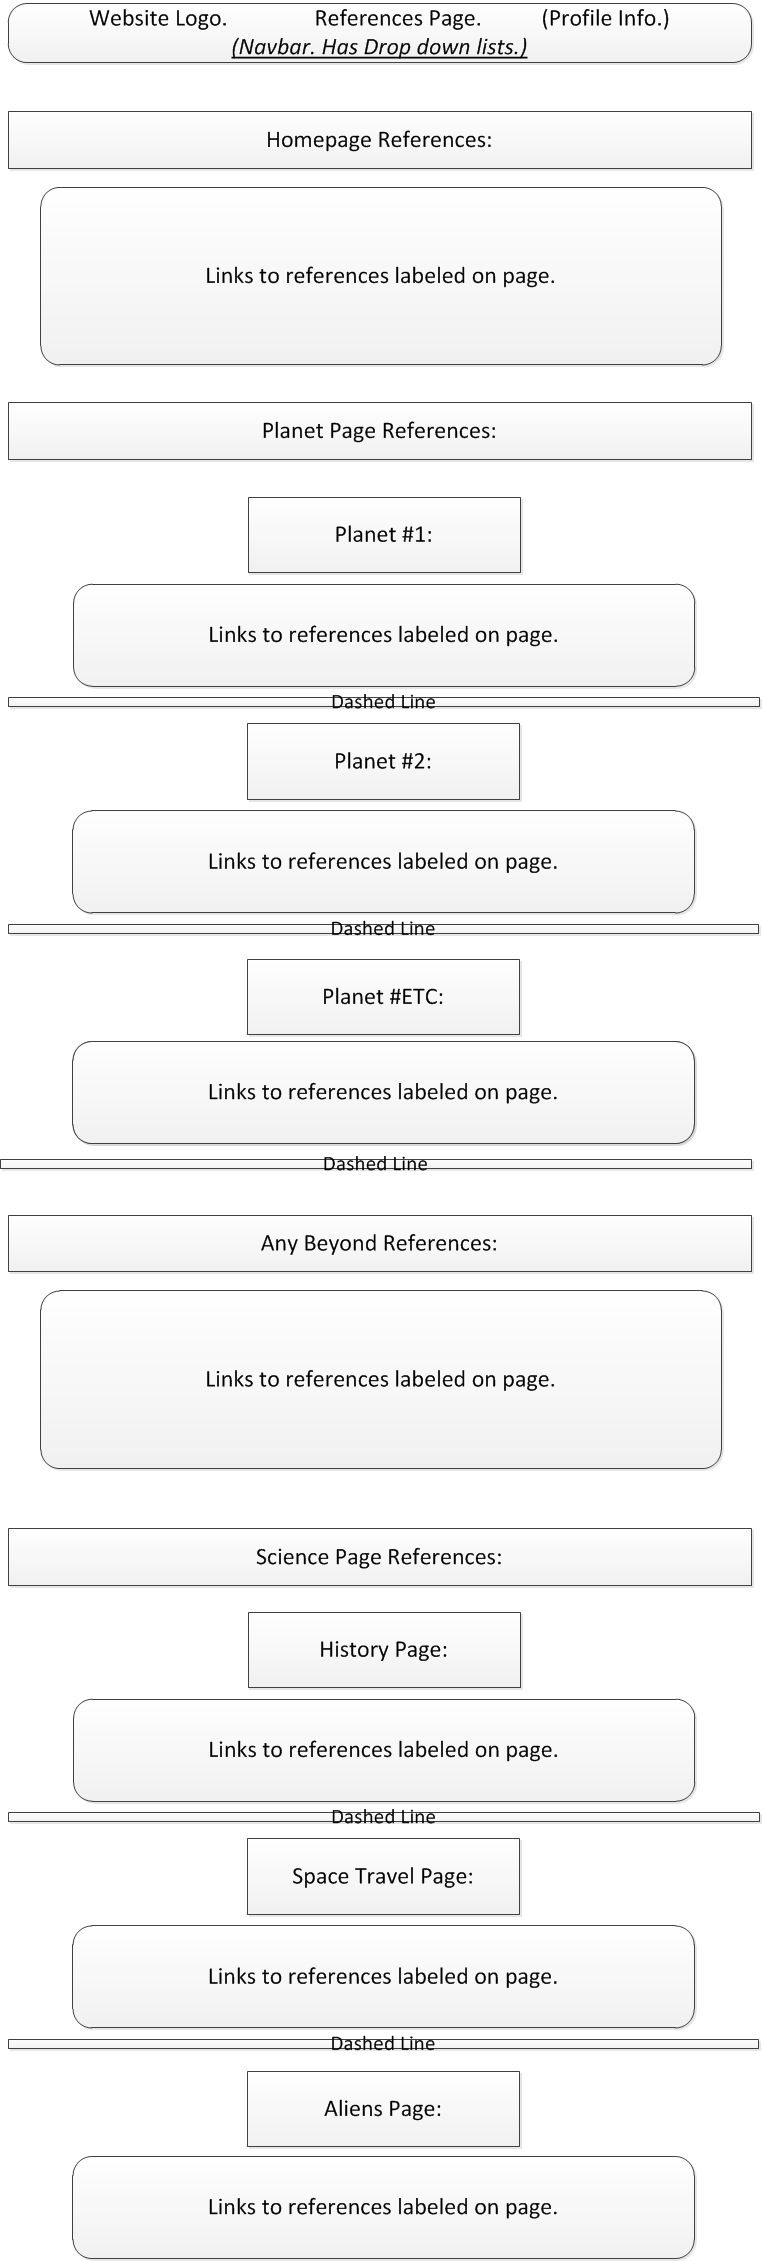 Website Logo. References Page. (Profile Info.)
(Navbar. Has Drop down lists.)
Homepage References:
Links to references labeled on page.
Planet Page References:
Planet #1:
Links to references labeled on page.
Dashed Line
Planet #2:
Links to references labeled on page.
Dashed Line
Planet #ETC:
Links to references labeled on page.
Dashed Line
Any Beyond References:
Links to references labeled on page.
Science Page References:
History Page:
Links to references labeled on page.
Dashed Line
Space Travel Page:
Links to references labeled on page.
Dashed Line
Aliens Page:
Links to references labeled on page.